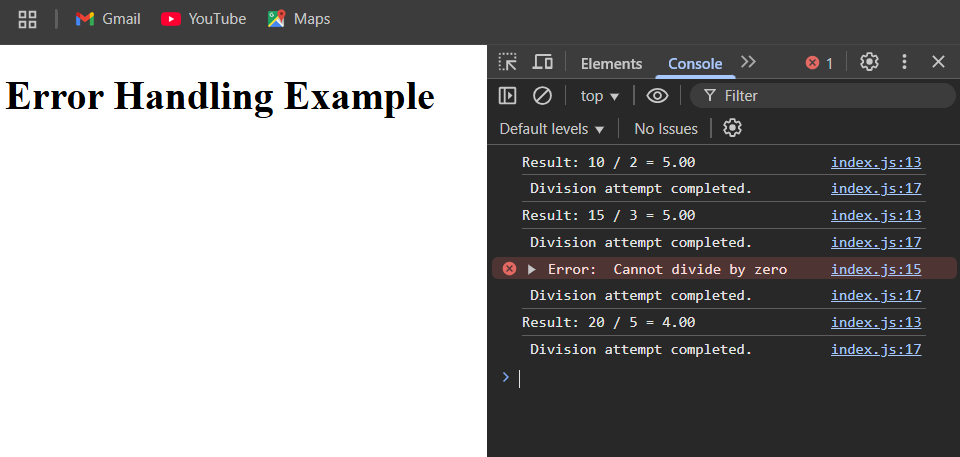 Gmail YouTube Maps
Error Handling Example
Elements Console 1
top Filter
Default levels No Issues
Result: 10 / 2 = 5.00 index.js:13
Division attempt completed. index.js:17
Result: 15 / 3 = 5.00 index.js:13
Division attempt completed. index.js:17
Error:  Cannot divide by zero index.js:15
Division attempt completed. index.js:17
Result: 20 / 5 = 4.00 index.js:13
Division attempt completed. index.js:17